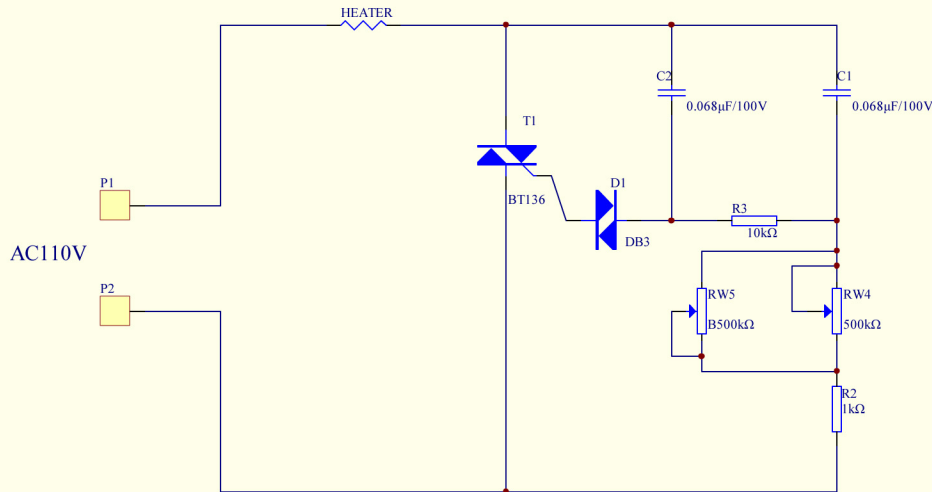 HEATER
C2
C1
0.068μF/100V
0.068μF/100V
T1
P1
D1
BT136
R3
10kΩ
DB3
AC110V
P2
RW5
RW4
B500kΩ
500kΩ
R2
1kΩ